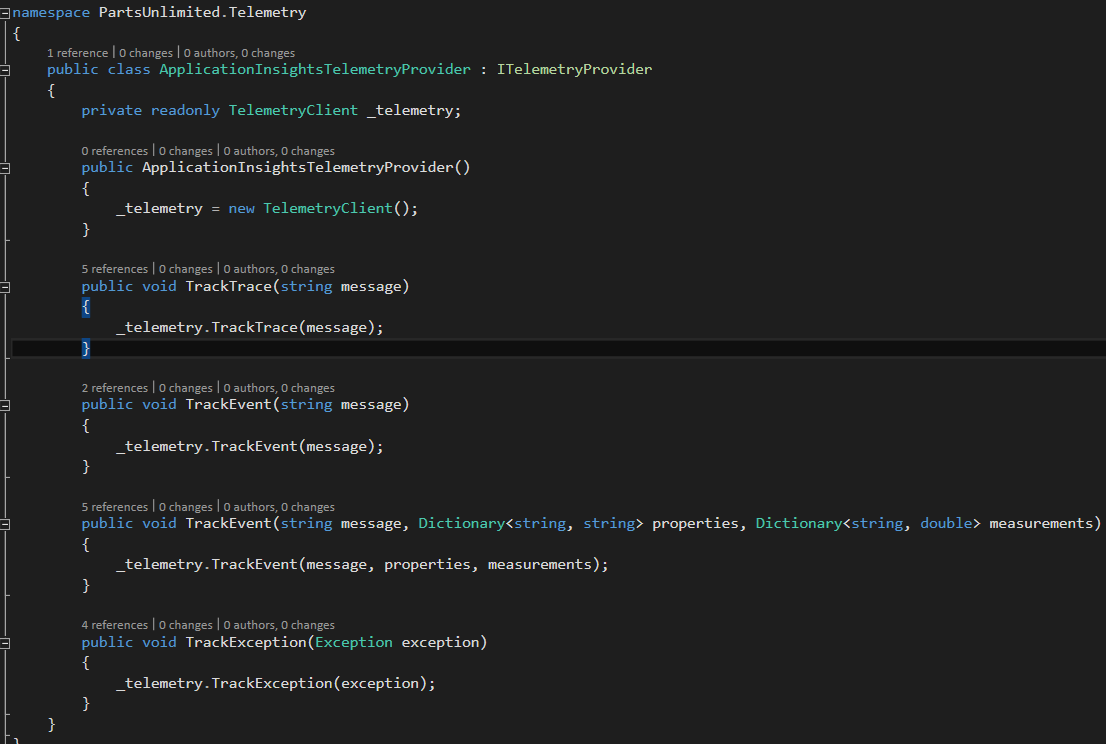 namespace PartsUnlimited.Telemetry
{
1 reference | 0 changes | 0 authors, 0 changes
public class ApplicationInsightsTelemetryProvider : ITelemetryProvider
{
private readonly TelemetryClient _telemetry;
0 references | 0 changes | 0 authors, 0 changes
public ApplicationInsightsTelemetryProvider()
{
_telemetry = new TelemetryClient();
}
5 references | 0 changes | 0 authors, 0 changes
public void TrackTrace(string message)
{
_telemetry.TrackTrace(message);
}
2 references | 0 changes | 0 authors, 0 changes
public void TrackEvent(string message)
{
_telemetry.TrackEvent(message);
}
5 references | 0 changes | 0 authors, 0 changes
public void TrackEvent(string message, Dictionary<string, string> properties, Dictionary<string, double> measurements)
{
_telemetry.TrackEvent(message, properties, measurements);
}
4 references | 0 changes | 0 authors, 0 changes
public void TrackException(Exception exception)
{
_telemetry.TrackException(exception);
}
}
}